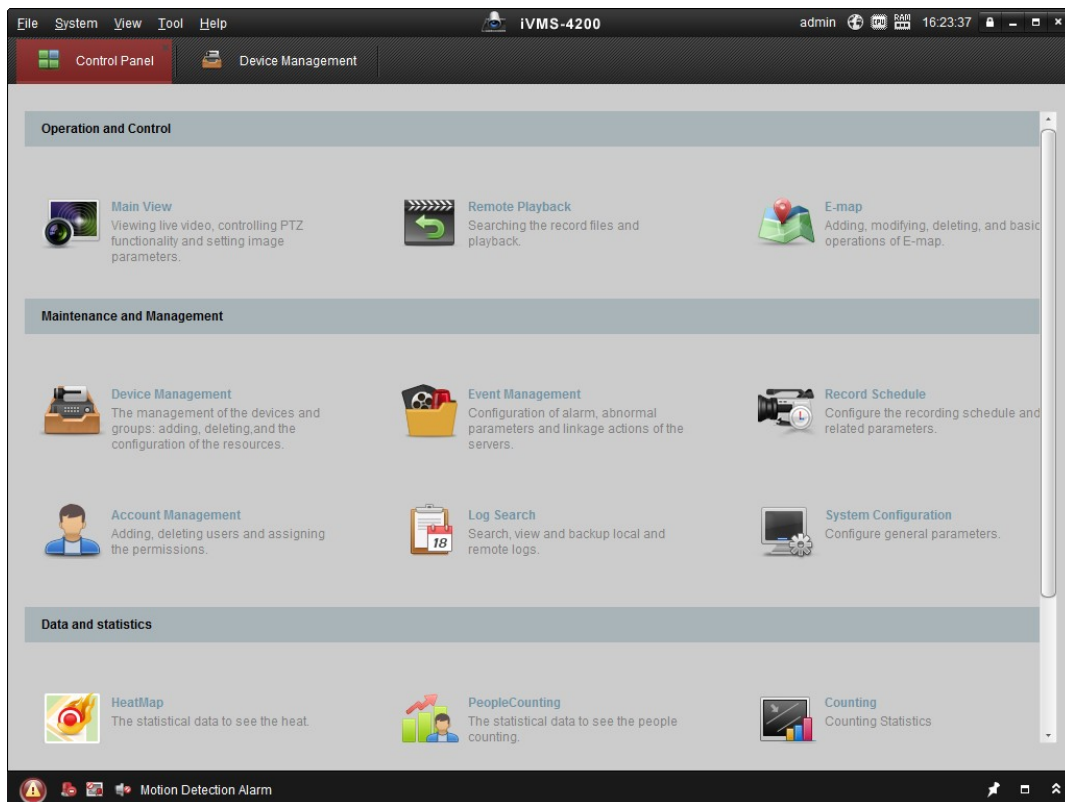 File System View Tool Help iVMS-4200 admin CPU RAM 16:23:37
Control Panel Device Management
Operation and Control
Main View
Viewing live video, controlling PTZ
functionality and setting image
parameters.
Remote Playback
Searching the record files and
playback.
E-map
Adding, modifying, deleting, and basic
operations of E-map.
Maintenance and Management
Device Management
The management of the devices and
groups: adding, deleting,and the
configuration of the resources.
Event Management
Configuration of alarm, abnormal
parameters and linkage actions of the
servers.
Record Schedule
Configure the recording schedule and
related parameters.
Account Management
Adding, deleting users and assigning
the permissions.
18
Log Search
Search, view and backup local and
remote logs.
System Configuration
Configure general parameters.
Data and statistics
HeatMap
The statistical data to see the heat.
PeopleCounting
The statistical data to see the people
counting.
Counting
Counting Statistics
Motion Detection Alarm